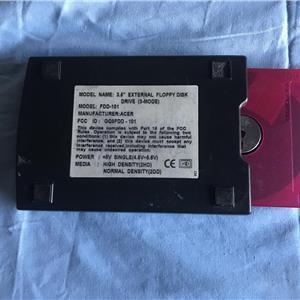 MODEL NAME: 3.5" EXTERNAL FLOPPY DISK
DRIVE (3-MODE)
MODEL: FDD-101
MANUFACTURER:ACER
FCC ID : GQ5FDD - 101
This device complies with Part 15 of the FCC
Rules. Operation is subject to the following
two conditions: (1) this device may not
cause harmful interference, and (2) this
device must accept any interference
received, including interference that may
cause undesired operation.
POWER : +5V SINGLE(4.5V~5.5V)
MEDIA : HIGH DENSITY(2HD)
NORMAL DENSITY(2DD)
CE